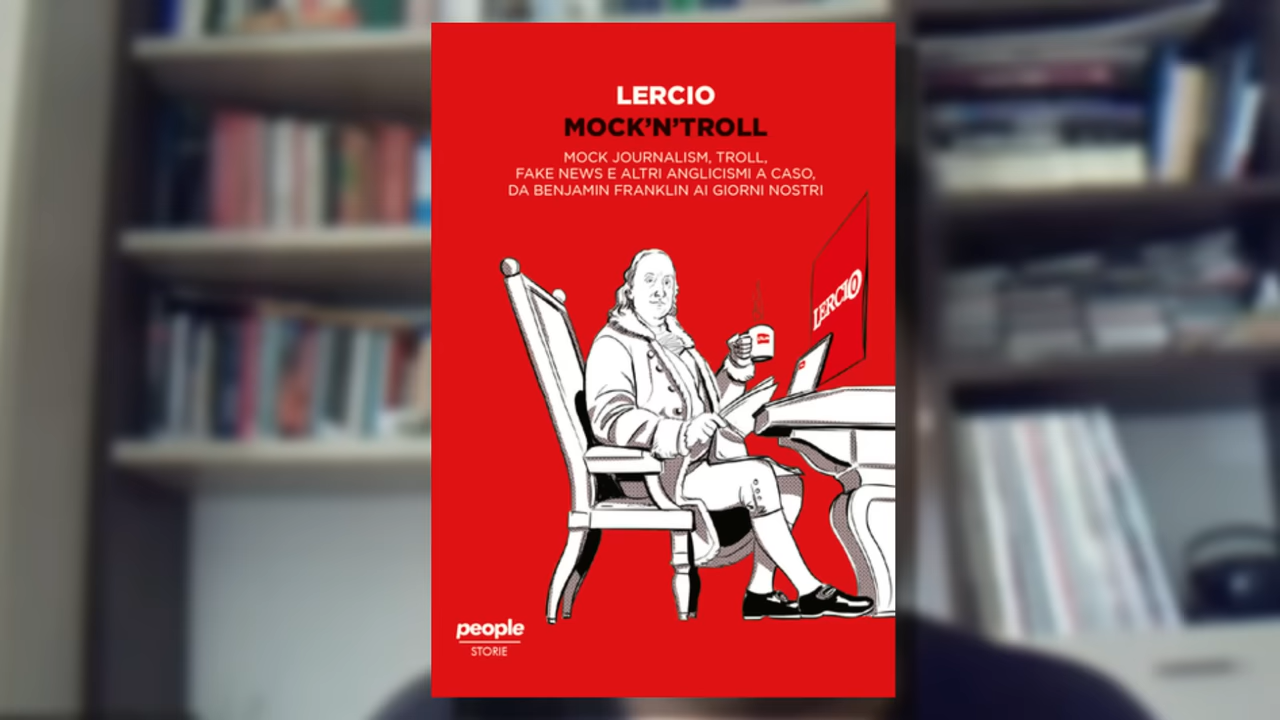 LERCIO
MOCK'N'TROLL
MOCK JOURNALISM, TROLL,
FAKE NEWS E ALTRI ANGLICISMI A CASO,
DA BENJAMIN FRANKLIN AI GIORNI NOSTRI
LERCIO
people
STORIE